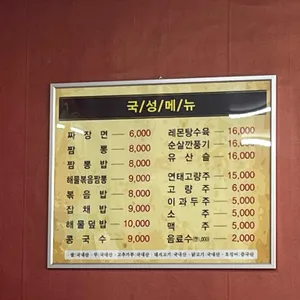 국/성/메/뉴
짜장면 6,000
짬뽕 8,000
짬뽕밥 8,000
해물볶음짬뽕 9,000
볶음밥 8,000
잡채밥 9,000
해물덮밥 10,000
콩국수 9,000
레몬탕수육 16,000
순살깐풍기 16,000
유산슬 16,000
연태고량주 15,000
고량주 6,000
이과두주 5,000
소주 5,000
맥주 5,000
음료수 2,000